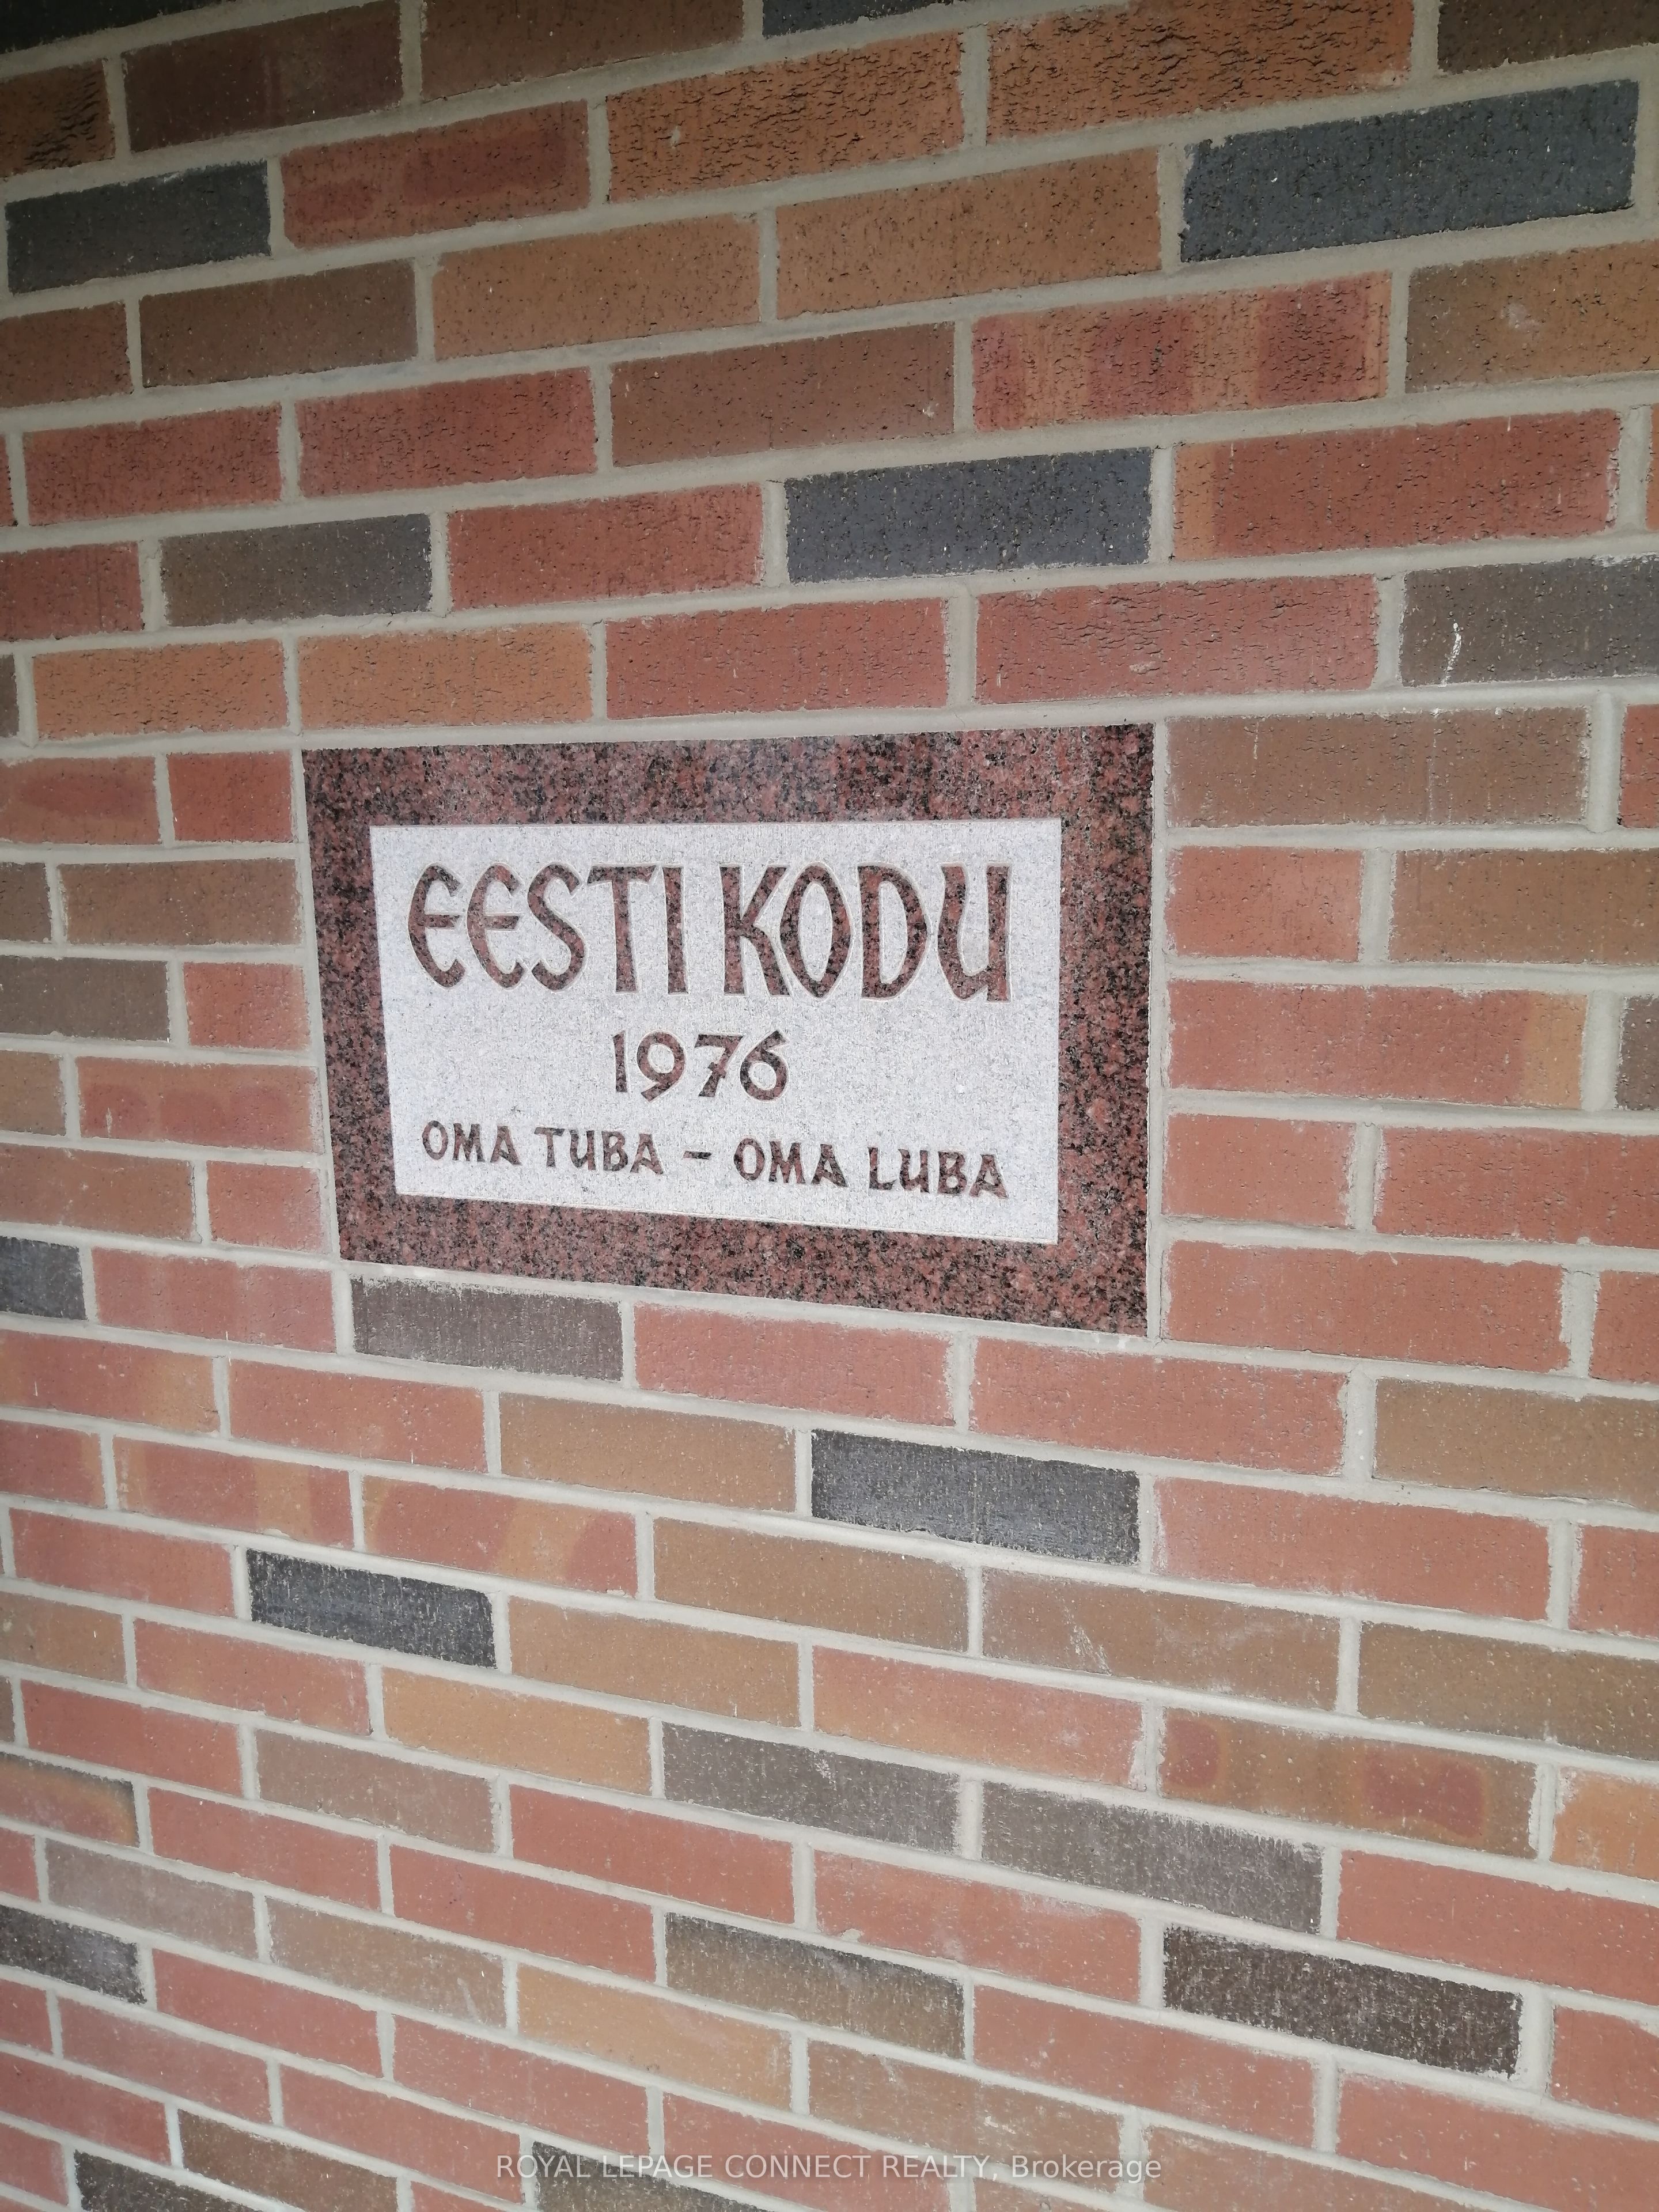 EESTI KODU
1976
OMA TUBA - OMA LUBA
ROYAL LEPAGE CONNECT REALTY, Brokerage